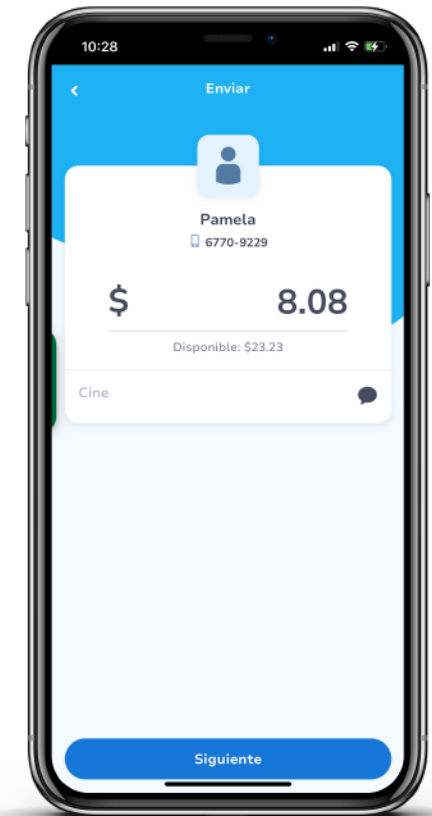 10:28
Enviar
Pamela
6770-9229
$ 8.08
Disponible: $23.23
Cine
Siguiente